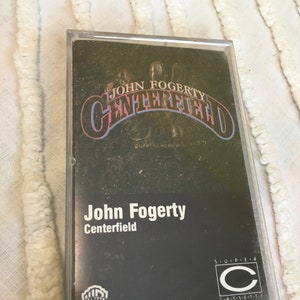 JOHN FOGERTY
CENTERFIELD
John Fogerty
Centerfield
S·U·P·E·R
C